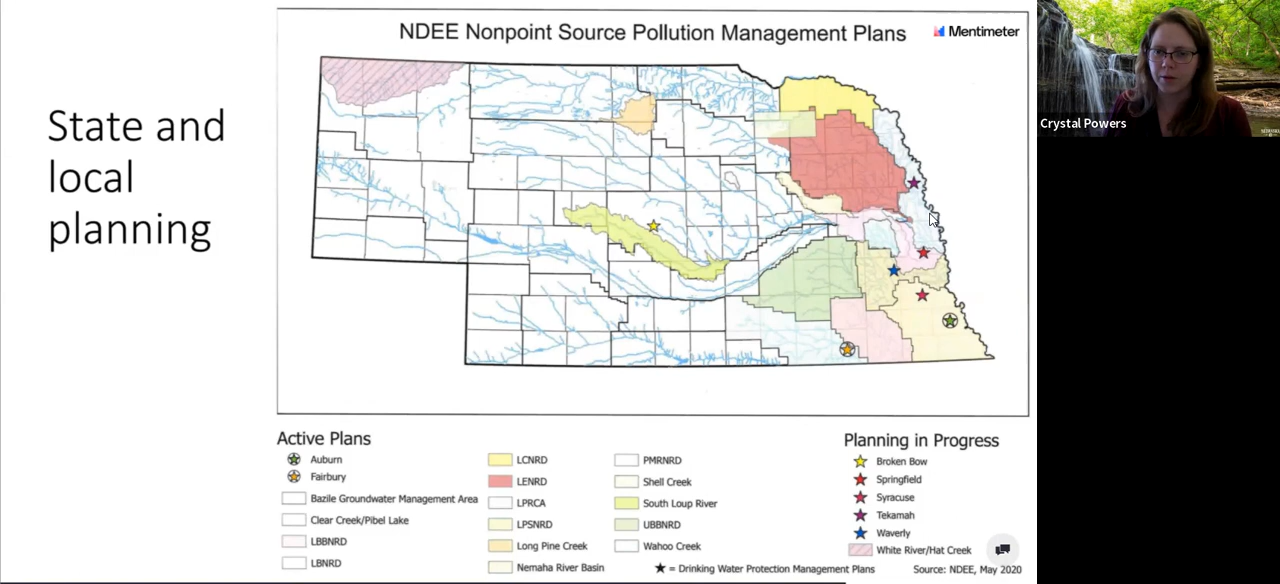 State and
local
planning
NDEE Nonpoint Source Pollution Management Plans
Mentimeter
Crystal Powers
Active Plans
Auburn
Fairbury
Bazile Groundwater Management Area
Clear Creek/Pibel Lake
LBBNRD
LBNRD
LCNRD
LENRD
LPRCA
LPSNRD
Long Pine Creek
Nemaha River Basin
PMRNRD
Shell Creek
South Loup River
UBBNRD
Wahoo Creek
★ = Drinking Water Protection Management Plans
Planning in Progress
Broken Bow
Springfield
Syracuse
Tekamah
Waverly
White River/Hat Creek
Source: NDEE, May 2020